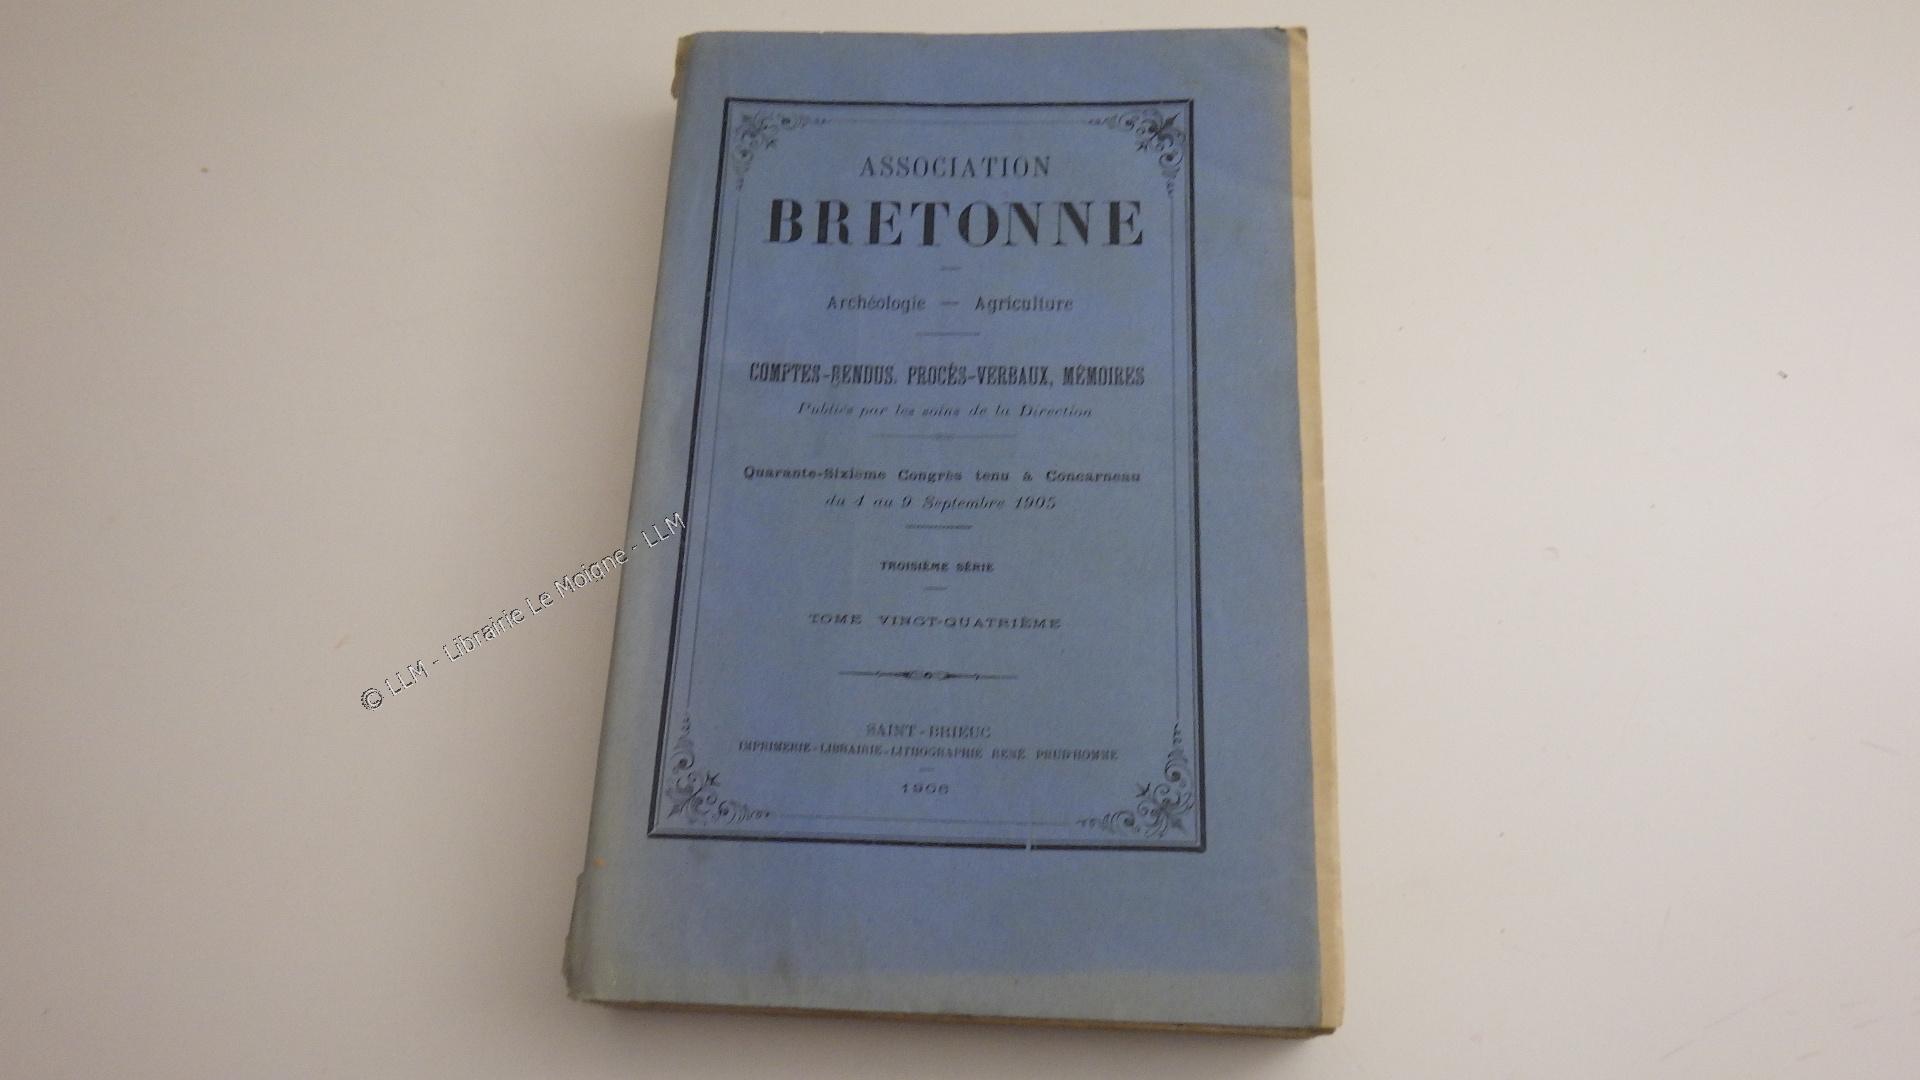 ASSOCIATION
BRETONNE
Archéologie — Agriculture
COMPTES-RENDUS, PROCÈS-VERBAUX, MÉMOIRES
Publiés par les soins de la Direction
Quarante-Sixième Congrès tenu à Concarneau
du 4 au 9 Septembre 1905
TROISIÈME SÉRIE
TOME VINGT-QUATRIÈME
SAINT-BRIEUC
IMPRIMERIE-LIBRAIRIE-LITHOGRAPHIE RENÉ PRUD'HOMME
1906
© LLM - Librairie Le Moigne - LLM